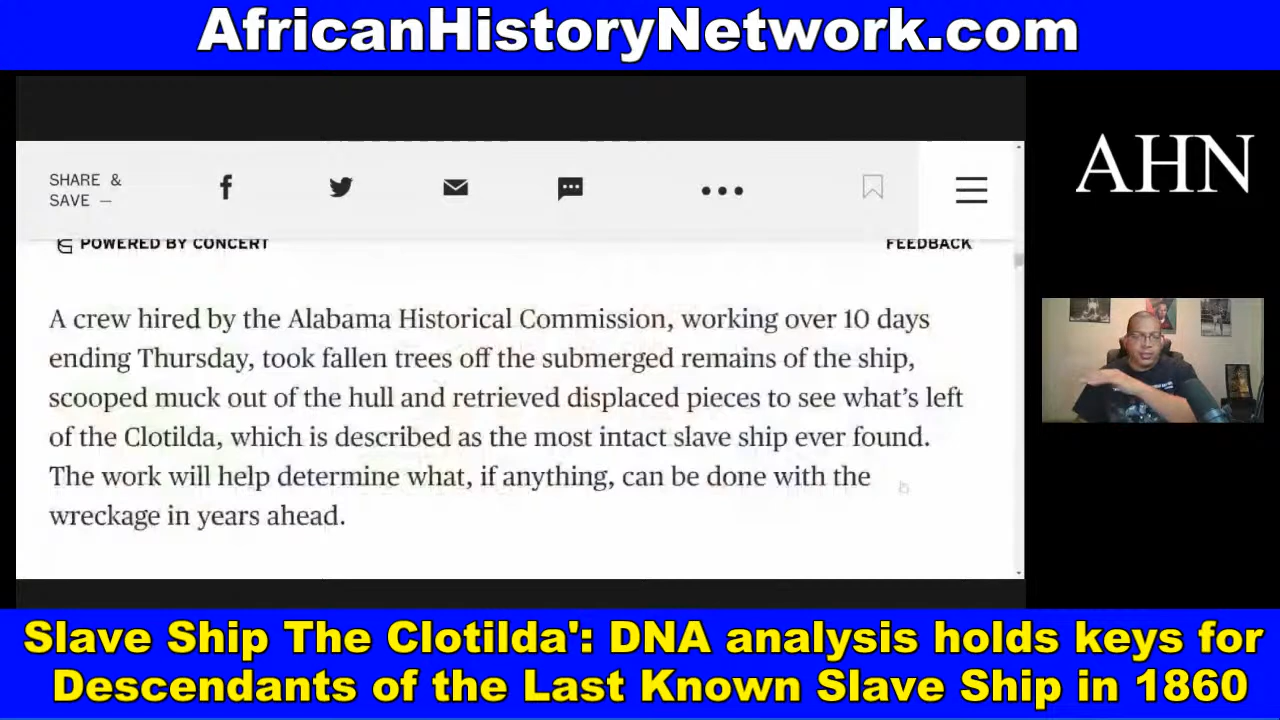 AfricanHistoryNetwork.com
AHN
SHARE &
SAVE —
POWERED BY CONCERT
FEEDBACK
A crew hired by the Alabama Historical Commission, working over 10 days
ending Thursday, took fallen trees off the submerged remains of the ship,
scooped muck out of the hull and retrieved displaced pieces to see what's left
of the Clotilda, which is described as the most intact slave ship ever found.
The work will help determine what, if anything, can be done with the
wreckage in years ahead.
Slave Ship The Clotilda': DNA analysis holds keys for
Descendants of the Last Known Slave Ship in 1860